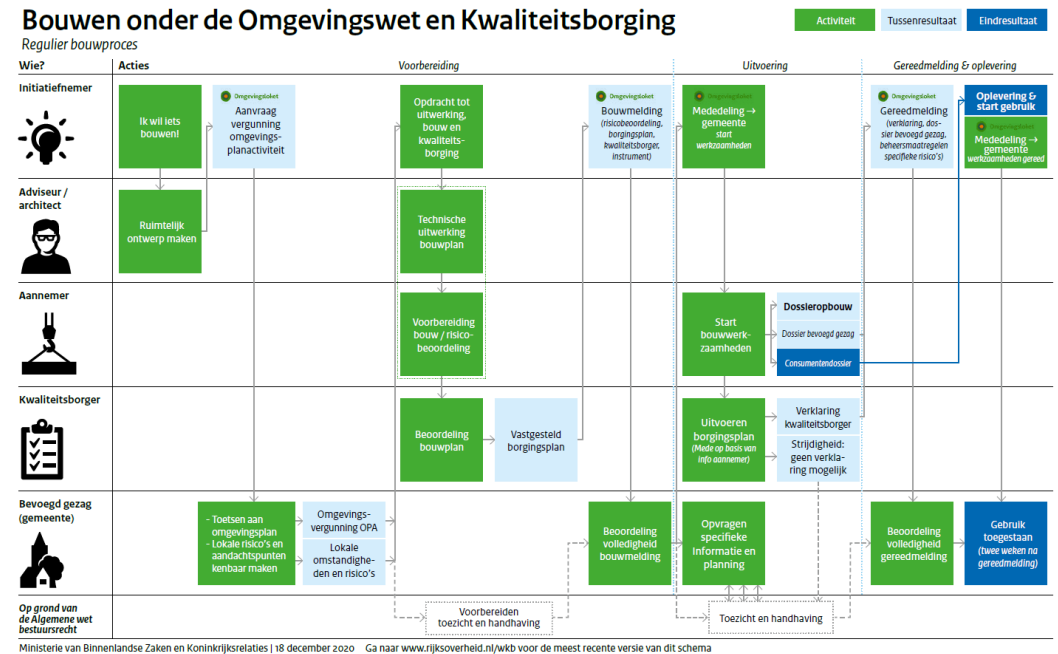 Bouwen onder de Omgevingswet en Kwaliteitsborging
Regulier bouwproces
Activiteit
Tussenresultaat
Eindresultaat
Wie?
Acties
Voorbereiding
Uitvoering
Gereedmelding & oplevering
Initiatiefnemer
Ik wil iets
bouwen!
Omgevingsloket
Aanvraag
vergunning
omgevings-
planactiviteit
Opdracht tot
uitwerking,
bouw en
kwaliteits-
borging
Omgevingsloket
Bouwmelding
(risicobeoordeling,
borgingsplan,
kwaliteitsborger,
instrument)
Omgevingsloket
Mededeling →
gemeente
start
werkzaamheden
Omgevingsloket
Gereedmelding
(verklaring, dos-
sier bevoegd gezag,
beheersmaatregelen
specifieke risico's)
Oplevering &
start gebruik
Omgevingsloket
Mededeling →
gemeente
werkzaamheden gereed
Adviseur /
architect
Ruimtelijk
ontwerp maken
Technische
uitwerking
bouwplan
Aannemer
Voorbereiding
bouw / risico-
beoordeling
Start
bouwwerk-
zaamheden
Dossieropbouw
Dossier bevoegd gezag
Consumentendossier
Kwaliteitsborger
Beoordeling
bouwplan
Vastgesteld
borgingsplan
Uitvoeren
borgingsplan
(Mede op basis van
info aannemer)
Verklaring
kwaliteitsborger
Strijdigheid:
geen verkla-
ring mogelijk
Bevoegd gezag
(gemeente)
- Toetsen aan
omgevingsplan
- Lokale risico's en
aandachtspunten
kenbaar maken
Omgevings-
vergunning OPA
Lokale
omstandighe-
den en risico's
Beoordeling
volledigheid
bouwmelding
Opvragen
specifieke
Informatie en
planning
Beoordeling
volledigheid
gereedmelding
Gebruik
toegestaan
(twee weken na
gereedmelding)
Op grond van
de Algemene wet
bestuursrecht
Voorbereiden
toezicht en handhaving
Toezicht en handhaving
Ministerie van Binnenlandse Zaken en Koninkrijksrelaties | 18 december 2020 Ga naar www.rijksoverheid.nl/wkb voor de meest recente versie van dit schema